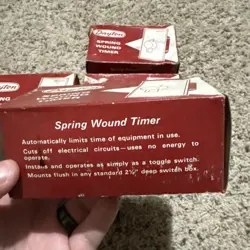 Dayton
SPRING
WOUND
TIMER
Dayton
NG
Spring Wound Timer
Automatically limits time of equipment in use.
Cuts off electrical circuits—uses no energy to
operate.
Installs and operates as simply as a toggle switch.
Mounts flush in any standard 2½" deep switch box.